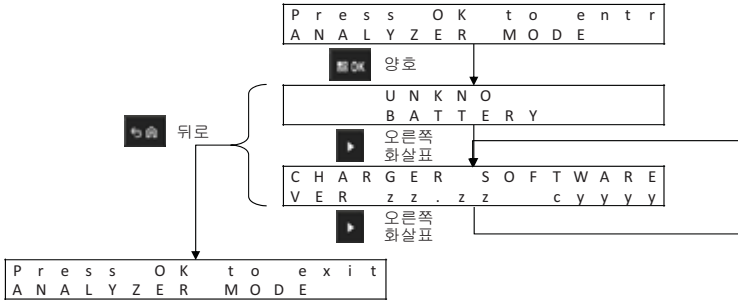 Press OK to entr
ANALYZER MODE
OK
양호
UNKNO
BATTERY
뒤로
오른쪽
화살표
CHARGER SOFTWARE
VER zz.zz cyyyy
오른쪽
화살표
Press OK to exit
ANALYZER MODE